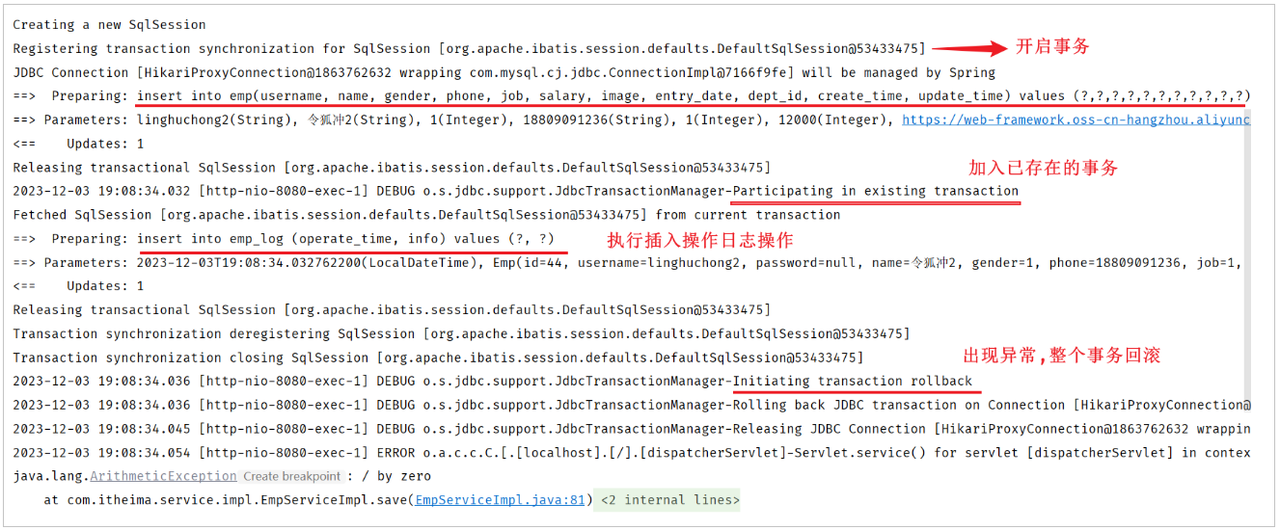 Creating a new SqlSession
Registering transaction synchronization for SqlSession [org.apache.ibatis.session.defaults.DefaultSqlSession@53433475] 开启事务
JDBC Connection [HikariProxyConnection@1863762632 wrapping com.mysql.cj.jdbc.ConnectionImpl@7166f9fe] will be managed by Spring
==>  Preparing: insert into emp(username, name, gender, phone, job, salary, image, entry_date, dept_id, create_time, update_time) values (?,?,?,?,?,?,?,?,?,?,?)
==> Parameters: linghuchong2(String), 令狐冲2(String), 1(Integer), 18809091236(String), 1(Integer), 12000(Integer), https://web-framework.oss-cn-hangzhou.aliyunc
<==    Updates: 1
Releasing transactional SqlSession [org.apache.ibatis.session.defaults.DefaultSqlSession@53433475]
加入已存在的事务
2023-12-03 19:08:34.032 [http-nio-8080-exec-1] DEBUG o.s.jdbc.support.JdbcTransactionManager-Participating in existing transaction
Fetched SqlSession [org.apache.ibatis.session.defaults.DefaultSqlSession@53433475] from current transaction
==>  Preparing: insert into emp_log (operate_time, info) values (?, ?) 执行插入操作日志操作
==> Parameters: 2023-12-03T19:08:34.032762200(LocalDateTime), Emp(id=44, username=linghuchong2, password=null, name=令狐冲2, gender=1, phone=18809091236, job=1,
<==    Updates: 1
Releasing transactional SqlSession [org.apache.ibatis.session.defaults.DefaultSqlSession@53433475]
Transaction synchronization deregistering SqlSession [org.apache.ibatis.session.defaults.DefaultSqlSession@53433475]
Transaction synchronization closing SqlSession [org.apache.ibatis.session.defaults.DefaultSqlSession@53433475] 出现异常,整个事务回滚
2023-12-03 19:08:34.036 [http-nio-8080-exec-1] DEBUG o.s.jdbc.support.JdbcTransactionManager-Initiating transaction rollback
2023-12-03 19:08:34.036 [http-nio-8080-exec-1] DEBUG o.s.jdbc.support.JdbcTransactionManager-Rolling back JDBC transaction on Connection [HikariProxyConnection@
2023-12-03 19:08:34.045 [http-nio-8080-exec-1] DEBUG o.s.jdbc.support.JdbcTransactionManager-Releasing JDBC Connection [HikariProxyConnection@1863762632 wrappin
2023-12-03 19:08:34.054 [http-nio-8080-exec-1] ERROR o.a.c.c.C.[.[localhost].[/].[dispatcherServlet]-Servlet.service() for servlet [dispatcherServlet] in contex
java.lang.ArithmeticException Create breakpoint : / by zero
at com.itheima.service.impl.EmpServiceImpl.save(EmpServiceImpl.java:81) <2 internal lines>